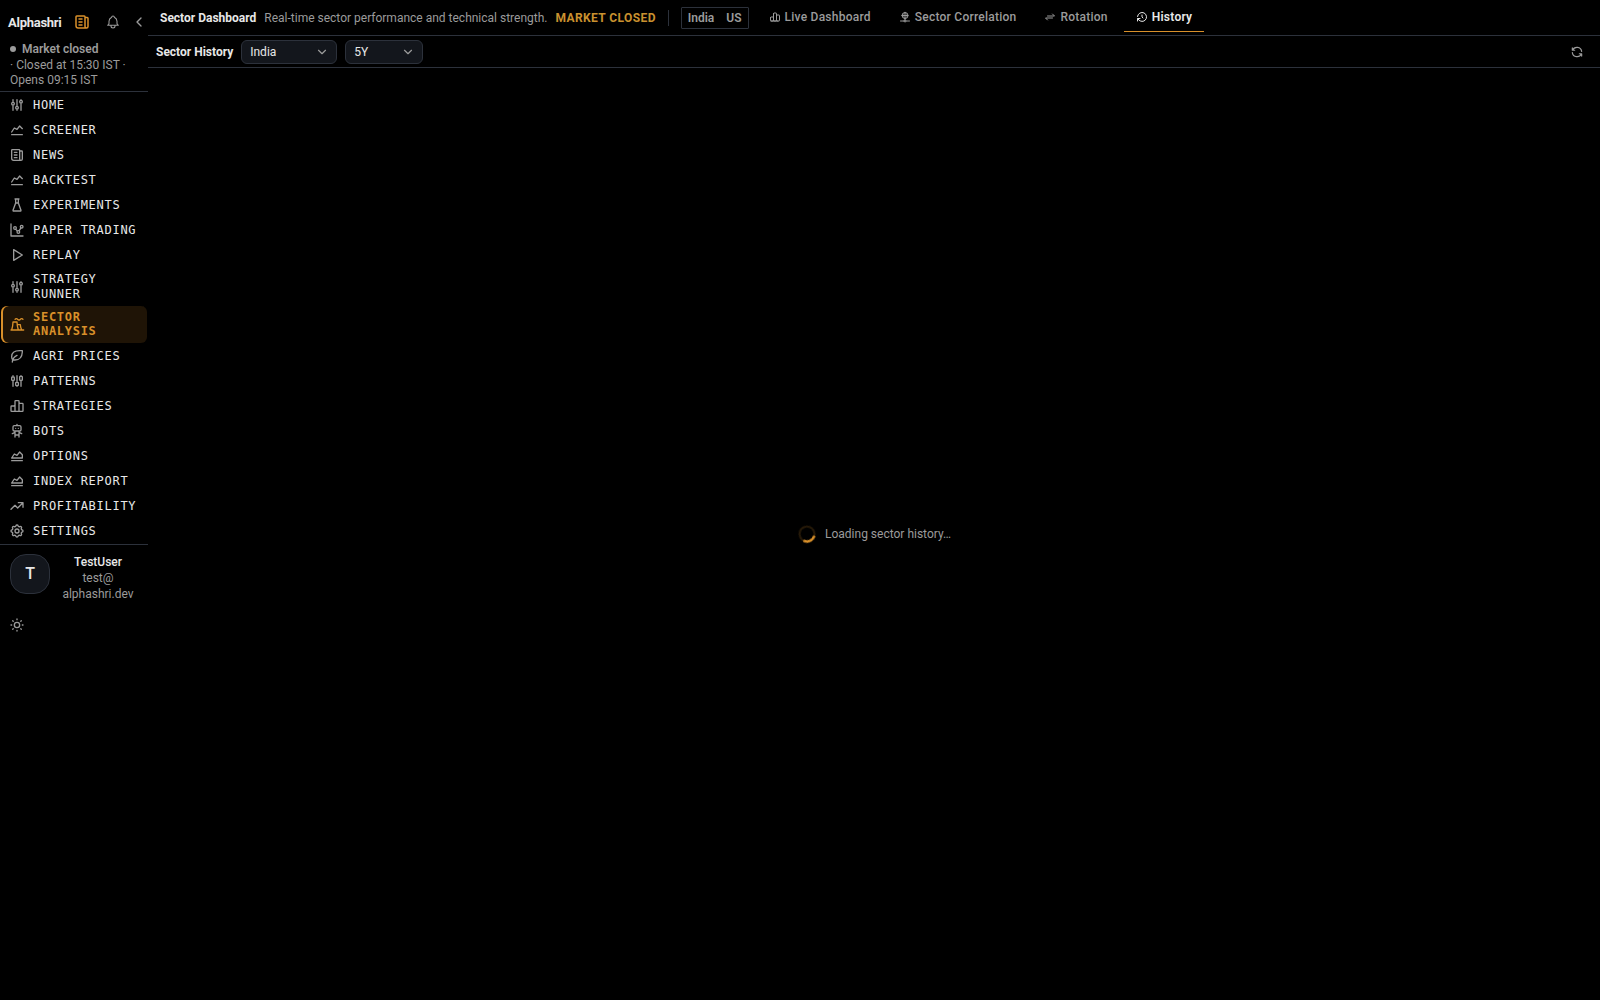 Alphashri
Market closed
· Closed at 15:30 IST ·
Opens 09:15 IST
HOME
SCREENER
NEWS
BACKTEST
EXPERIMENTS
PAPER TRADING
REPLAY
STRATEGY
RUNNER
SECTOR
ANALYSIS
AGRI PRICES
PATTERNS
STRATEGIES
BOTS
OPTIONS
INDEX REPORT
PROFITABILITY
SETTINGS
T
TestUser
test@
alphashri.dev
Sector Dashboard Real-time sector performance and technical strength. MARKET CLOSED India US Live Dashboard Sector Correlation Rotation History
Sector History India 5Y
Loading sector history...